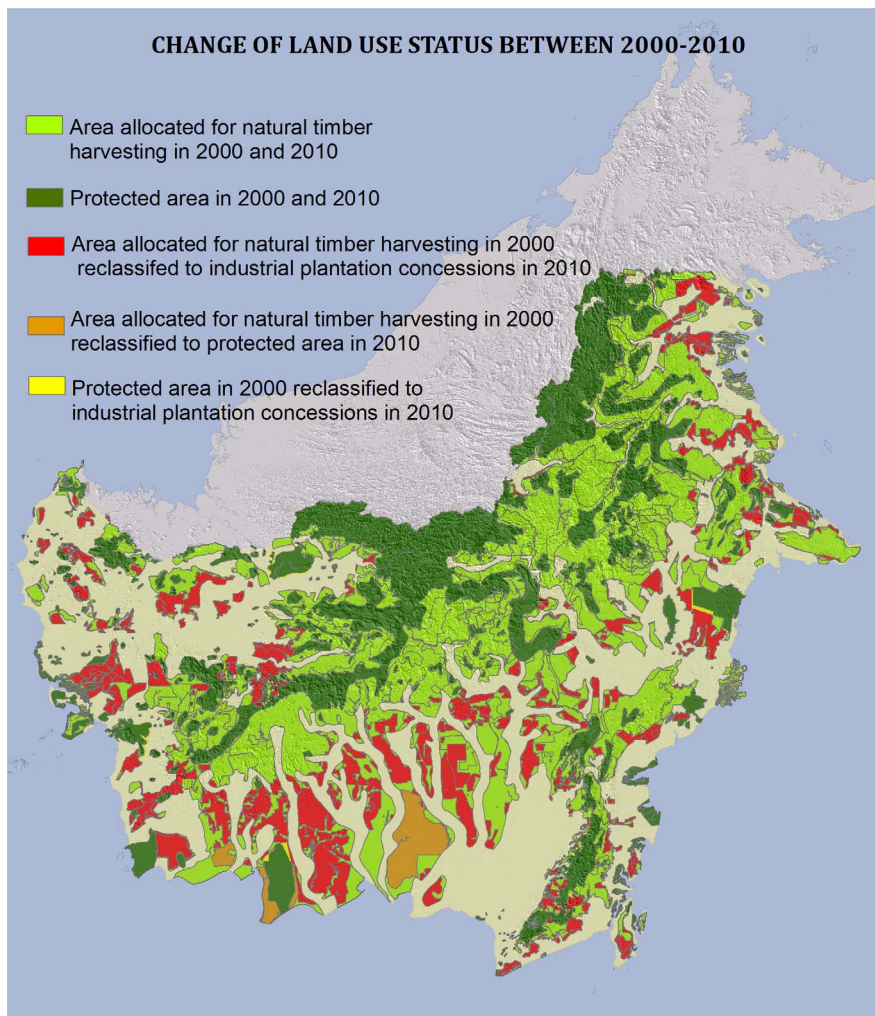 CHANGE OF LAND USE STATUS BETWEEN 2000-2010
Area allocated for natural timber
harvesting in 2000 and 2010
Protected area in 2000 and 2010
Area allocated for natural timber harvesting in 2000
reclassifed to industrial plantation concessions in 2010
Area allocated for natural timber harvesting in 2000
reclassified to protected area in 2010
Protected area in 2000 reclassified to
industrial plantation concessions in 2010